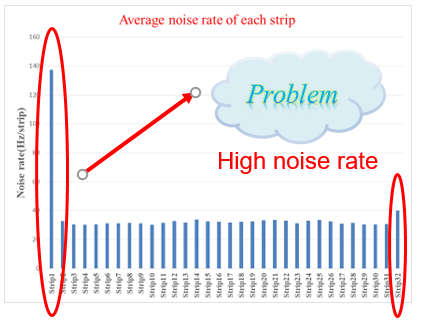 Average noise rate of each strip
Problem
High noise rate
Noise rate(Hz/strip)
160
140
120
100
80
60
40
20
0
Strip1
Strip2
Strip3
Strip4
Strip5
Strip6
Strip7
Strip8
Strip9
Strip10
Strip11
Strip12
Strip13
Strip14
Strip15
Strip16
Strip17
Strip18
Strip19
Strip20
Strip21
Strip22
Strip23
Strip24
Strip25
Strip26
Strip27
Strip28
Strip29
Strip30
Strip31
Strip32